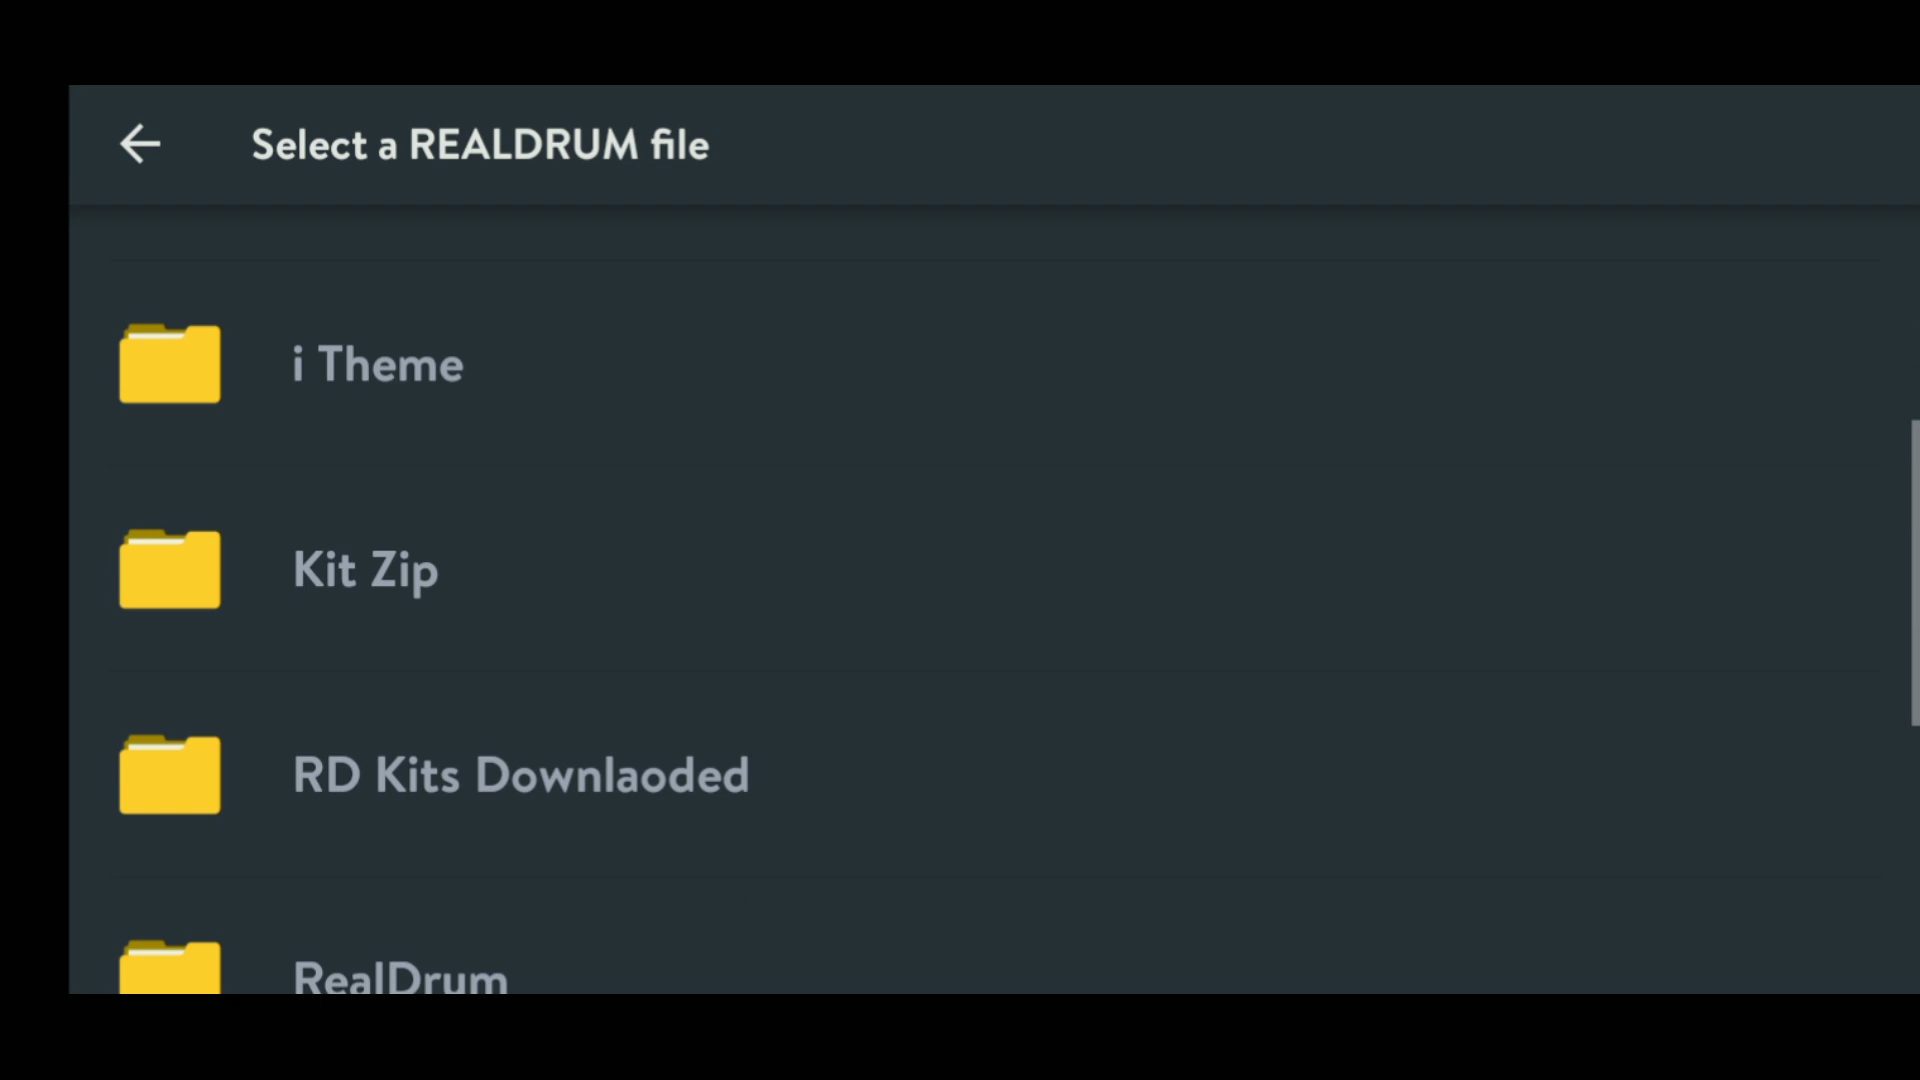 Select a REALDRUM file
i Theme
Kit Zip
RD Kits Downlaoded
RealDrum